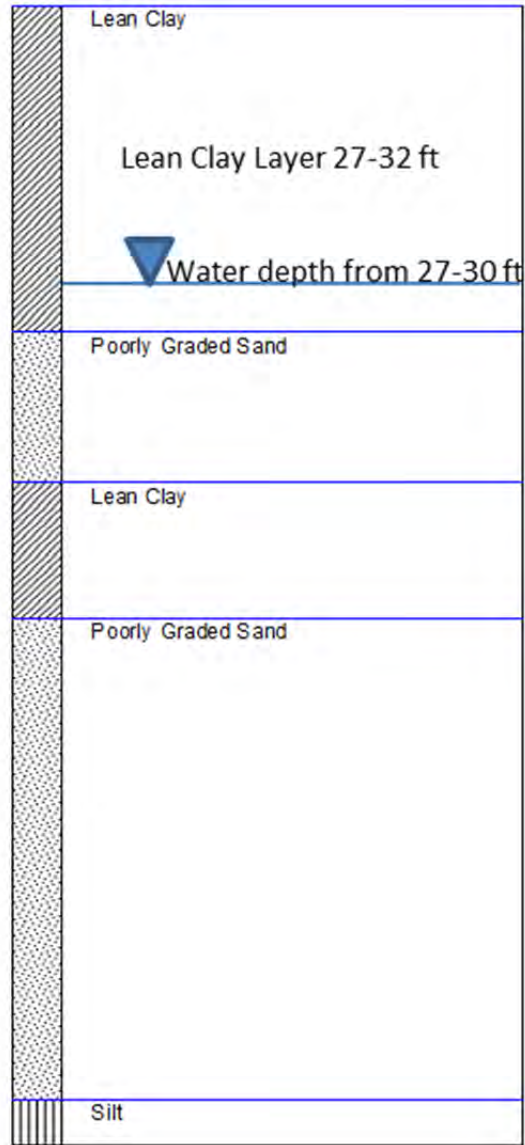 Lean Clay
Lean Clay Layer 27-32 ft
Water depth from 27-30 ft
Poorly Graded Sand
Lean Clay
Poorly Graded Sand
Silt